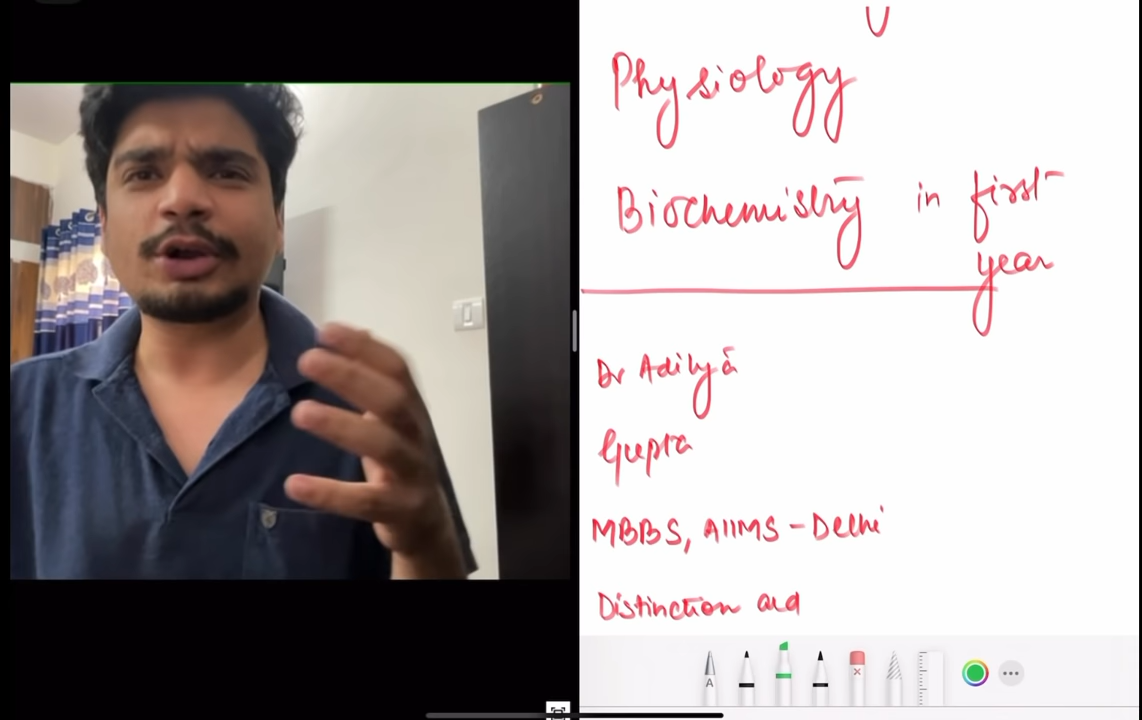 Physiology
Biochemistry in first
year
Dr Aditya
Gupta
MBBS, AIIMS - Delhi
Distinction and
A